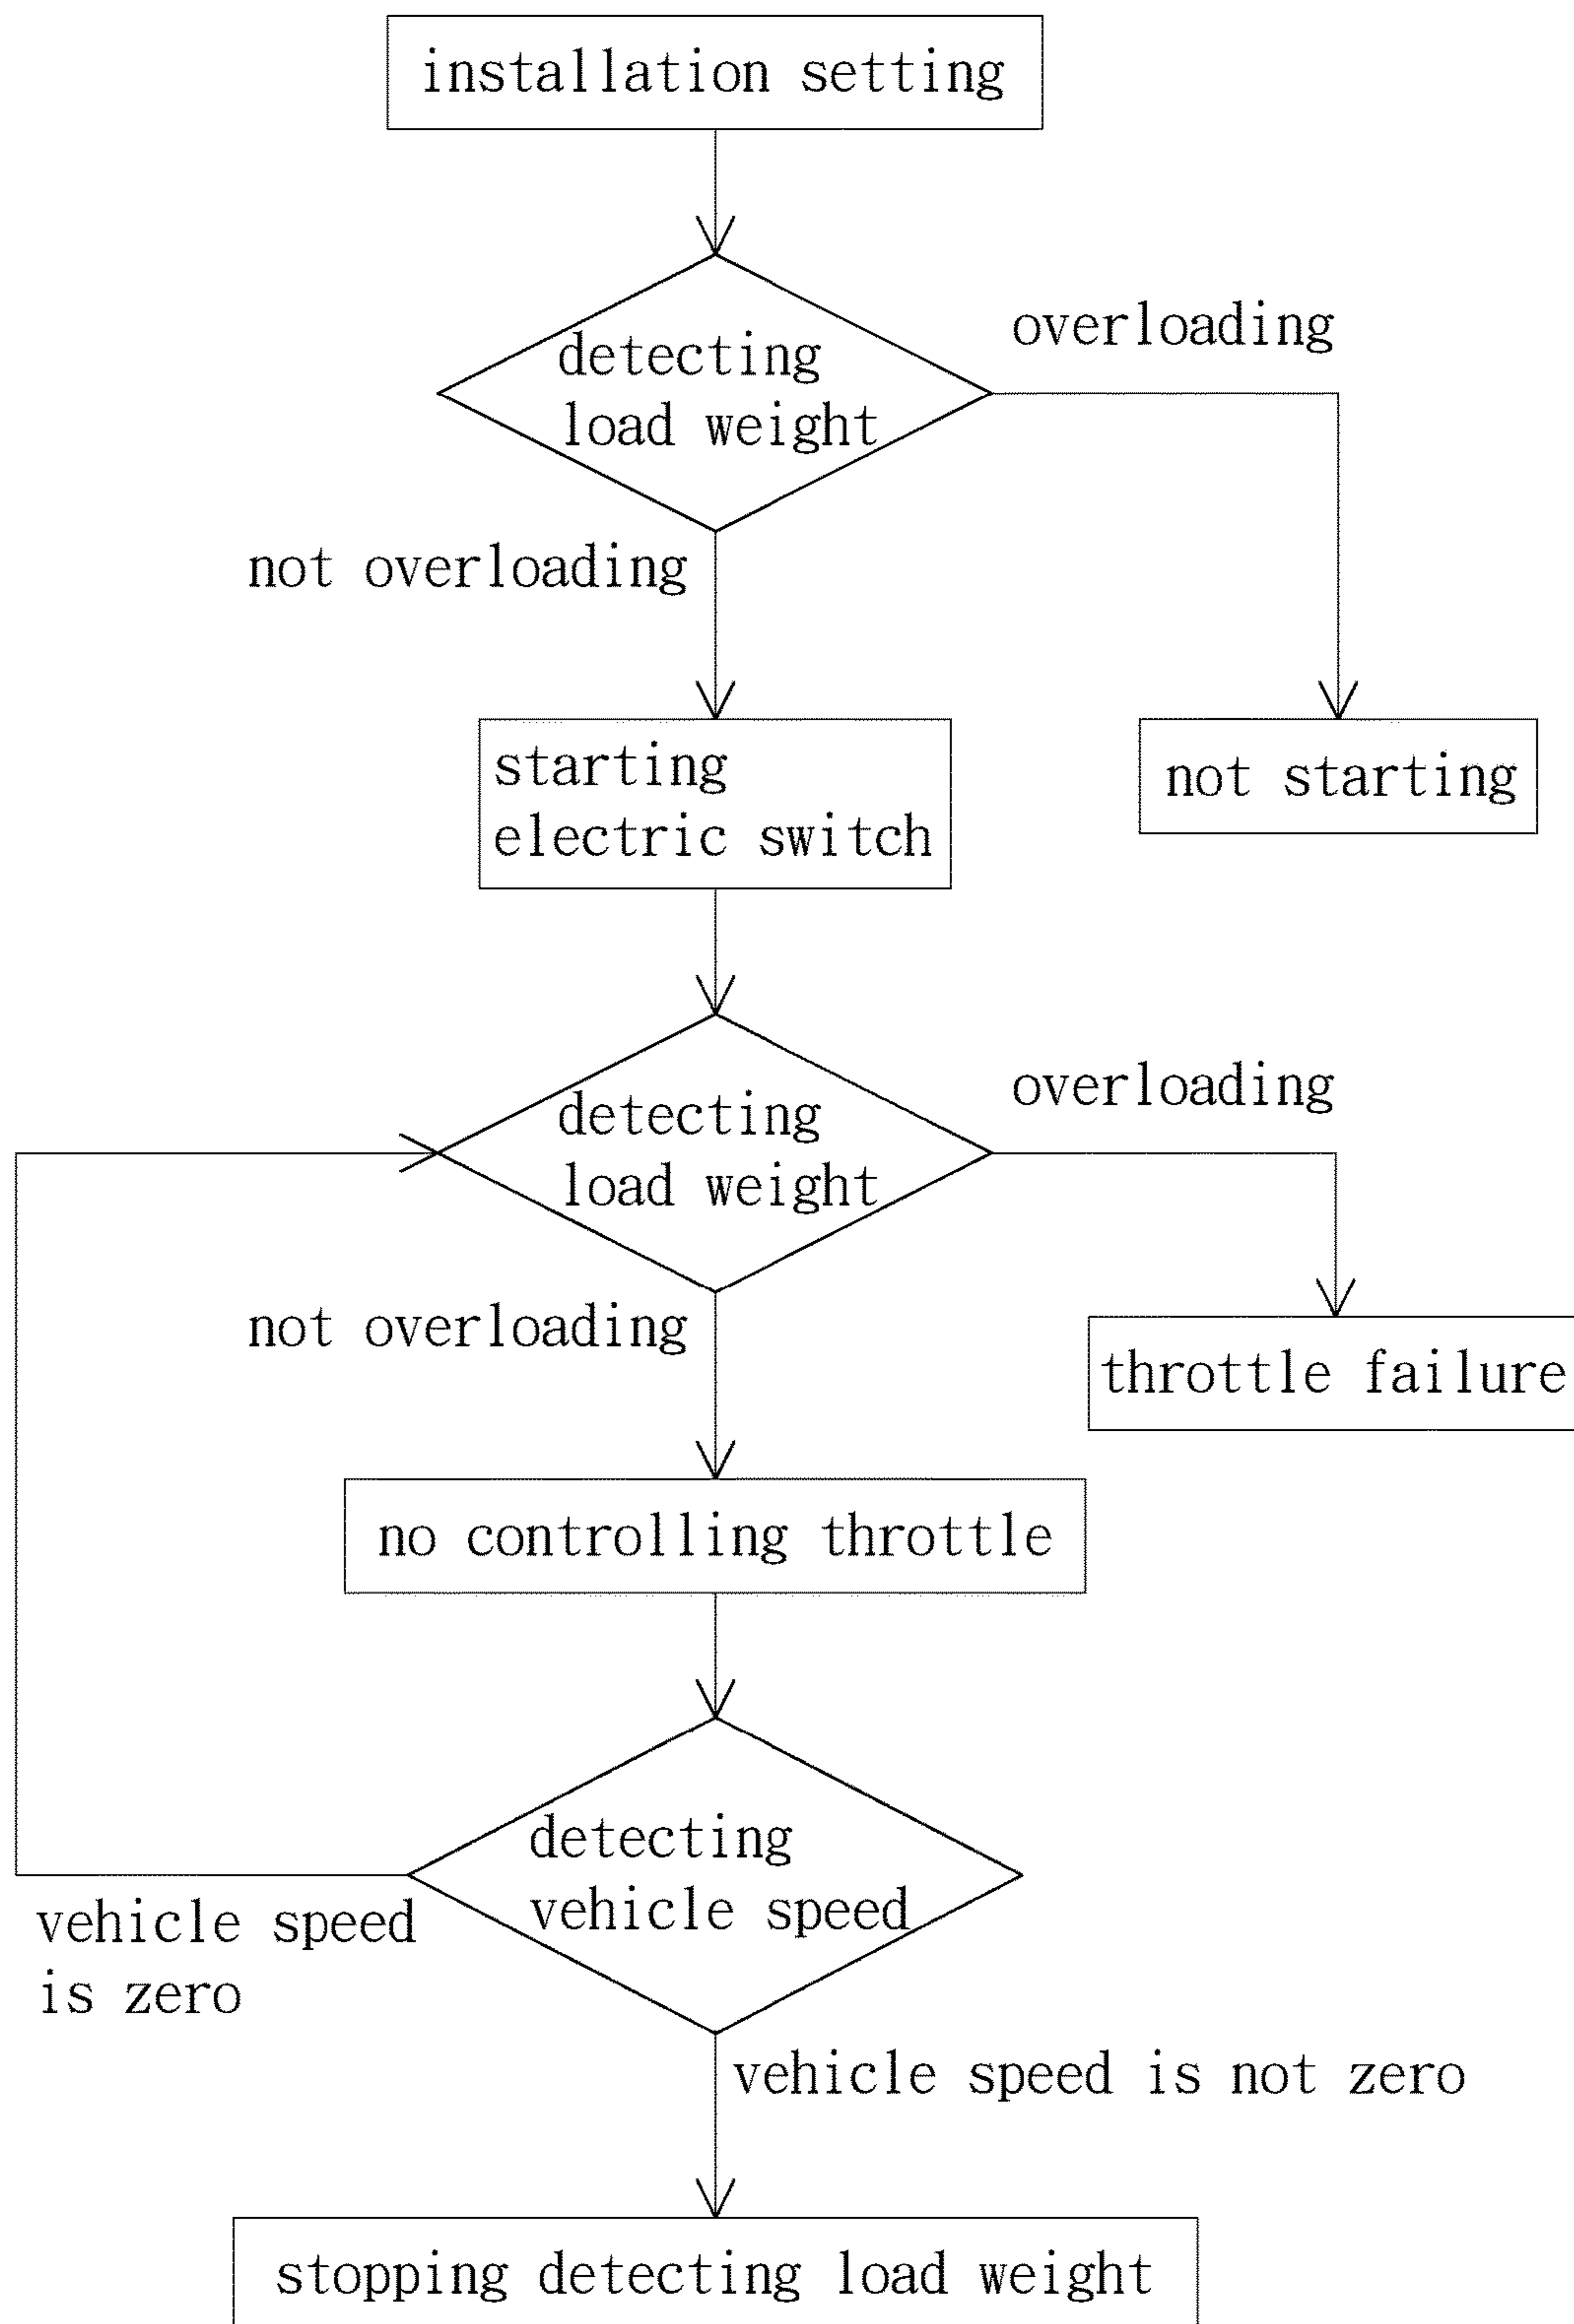 installation setting
overloading
detecting
load weight
not overloading
starting
electric switch
not starting
overloading
detecting
load weight
not overloading
throttle failure
no controlling throttle
detecting
vehicle speed
vehicle speed
is zero
vehicle speed is not zero
stopping detecting load weight